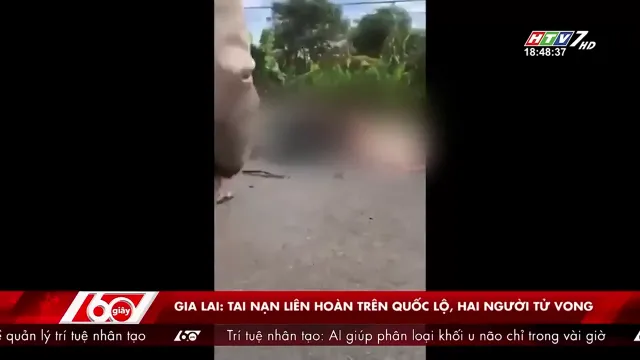 HTV7 HD
18:48:37
60 giây
GIA LAI: TAI NẠN LIÊN HOÀN TRÊN QUỐC LỘ, HAI NGƯỜI TỬ VONG
quản lý trí tuệ nhân tạo 60 Trí tuệ nhân tạo: AI giúp phân loại khối u não chỉ trong vài giờ